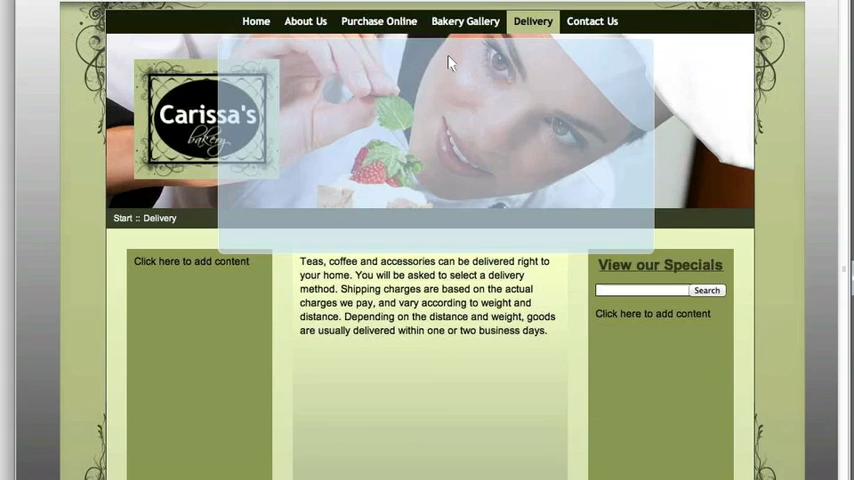 Home About Us Purchase Online Bakery Gallery Delivery Contact Us
Carissa's
bakery
Start :: Delivery
Click here to add content
Teas, coffee and accessories can be delivered right to
your home. You will be asked to select a delivery
method. Shipping charges are based on the actual
charges we pay, and vary according to weight and
distance. Depending on the distance and weight, goods
are usually delivered within one or two business days.
View our Specials
Search
Click here to add content